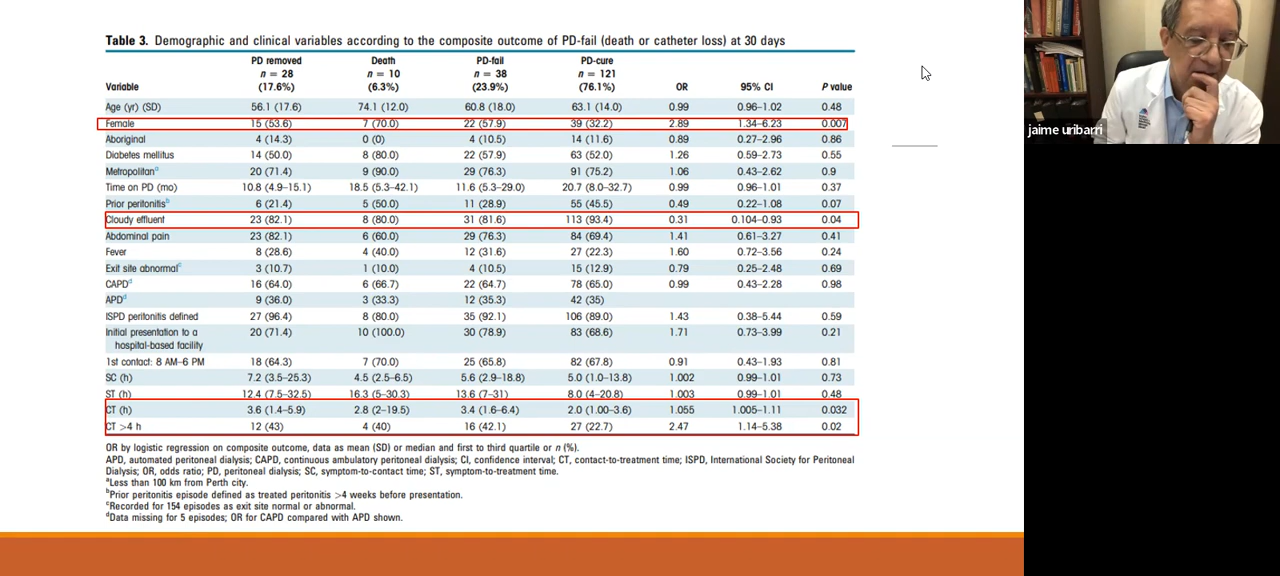 Table 3. Demographic and clinical variables according to the composite outcome of PD-fail (death or catheter loss) at 30 days
PD removed Death PD-fail PD-cure
n = 28 n = 10 n = 38 n = 121
Variable (17.6%) (6.3%) (23.9%) (76.1%) OR 95% CI P value
Age (yr) (SD) 56.1 (17.6) 74.1 (12.0) 60.8 (18.0) 63.1 (14.0) 0.99 0.96–1.02 0.48
Female 15 (53.6) 7 (70.0) 22 (57.9) 39 (32.2) 2.89 1.34–6.23 0.007
Aboriginal 4 (14.3) 0 (0) 4 (10.5) 14 (11.6) 0.89 0.27–2.96 0.86
Diabetes mellitus 14 (50.0) 8 (80.0) 22 (57.9) 63 (52.0) 1.26 0.59–2.73 0.55
Metropolitana 20 (71.4) 9 (90.0) 29 (76.3) 91 (75.2) 1.06 0.43–2.62 0.9
Time on PD (mo) 10.8 (4.9–15.1) 18.5 (5.3–42.1) 11.6 (5.3–29.0) 20.7 (8.0–32.7) 0.99 0.96–1.01 0.37
Prior peritonitisb 6 (21.4) 5 (50.0) 11 (28.9) 55 (45.5) 0.49 0.22–1.08 0.07
Cloudy effluent 23 (82.1) 8 (80.0) 31 (81.6) 113 (93.4) 0.31 0.104–0.93 0.04
Abdominal pain 23 (82.1) 6 (60.0) 29 (76.3) 84 (69.4) 1.41 0.61–3.27 0.41
Fever 8 (28.6) 4 (40.0) 12 (31.6) 27 (22.3) 1.60 0.72–3.56 0.24
Exit site abnormalc 3 (10.7) 1 (10.0) 4 (10.5) 15 (12.9) 0.79 0.25–2.48 0.69
CAPDd 16 (64.0) 6 (66.7) 22 (64.7) 78 (65.0) 0.99 0.43–2.28 0.98
APDd 9 (36.0) 3 (33.3) 12 (35.3) 42 (35)
ISPD peritonitis defined 27 (96.4) 8 (80.0) 35 (92.1) 106 (89.0) 1.43 0.38–5.44 0.59
Initial presentation to a 20 (71.4) 10 (100.0) 30 (78.9) 83 (68.6) 1.71 0.73–3.99 0.21
hospital-based facility
1st contact: 8 AM–6 PM 18 (64.3) 7 (70.0) 25 (65.8) 82 (67.8) 0.91 0.43–1.93 0.81
SC (h) 7.2 (3.5–25.3) 4.5 (2.5–6.5) 5.6 (2.9–18.8) 5.0 (1.0–13.8) 1.002 0.99–1.01 0.73
ST (h) 12.4 (7.5–32.5) 16.3 (5–30.3) 13.6 (7–31) 8.0 (4–20.8) 1.003 0.99–1.01 0.48
CT (h) 3.6 (1.4–5.9) 2.8 (2–19.5) 3.4 (1.6–6.4) 2.0 (1.00–3.6) 1.055 1.005–1.11 0.032
CT >4 h 12 (43) 4 (40) 16 (42.1) 27 (22.7) 2.47 1.14–5.38 0.02
OR by logistic regression on composite outcome, data as mean (SD) or median and first to third quartile or n (%).
APD, automated peritoneal dialysis; CAPD, continuous ambulatory peritoneal dialysis; CI, confidence interval; CT, contact-to-treatment time; ISPD, International Society for Peritoneal
Dialysis; OR, odds ratio; PD, peritoneal dialysis; SC, symptom-to-contact time; ST, symptom-to-treatment time.
aLess than 100 km from Perth city.
bPrior peritonitis episode defined as treated peritonitis >4 weeks before presentation.
cRecorded for 154 episodes as exit site normal or abnormal.
dData missing for 5 episodes; OR for CAPD compared with APD shown.
jaime uribarri